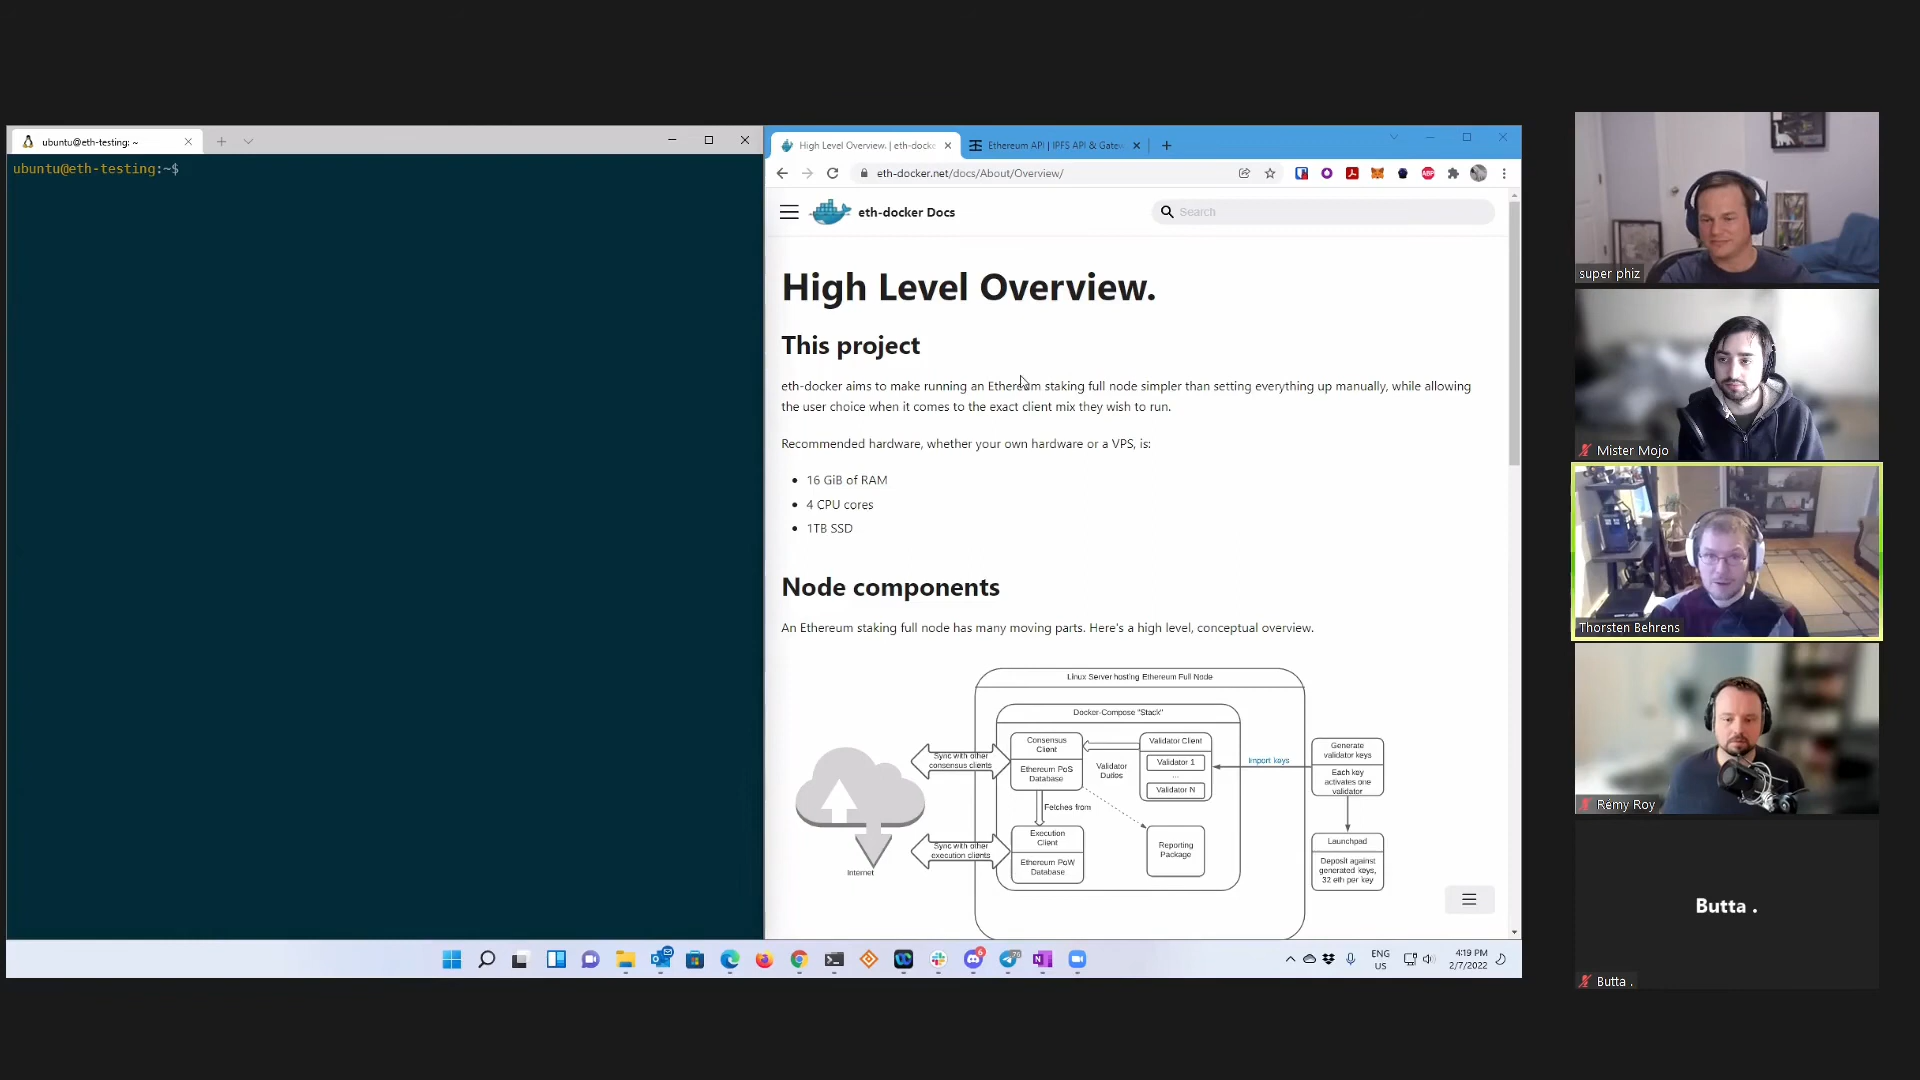 ubuntu@eth-testing: ~
ubuntu@eth-testing:~$
High Level Overview. | eth-docke
Ethereum API | IPFS API & Gatew
eth-docker.net/docs/About/Overview/
ABP
eth-docker Docs
Search
High Level Overview.
This project
eth-docker aims to make running an Ethereum staking full node simpler than setting everything up manually, while allowing
the user choice when it comes to the exact client mix they wish to run.
Recommended hardware, whether your own hardware or a VPS, is:
16 GiB of RAM
4 CPU cores
1TB SSD
Node components
An Ethereum staking full node has many moving parts. Here's a high level, conceptual overview.
Linux Server hosting Ethereum Full Node
Docker-Compose "Stack"
Sync with other
consensus clients
Consensus
Client
Ethereum PoS
Database
Validator
Duties
Validator Client
Validator 1
...
Validator N
Import keys
Generate
validator keys
Each key
activates one
validator
Fetches from
Sync with other
execution clients
Execution
Client
Ethereum PoW
Database
Reporting
Package
Launchpad
Deposit against
generated keys,
32 eth per key
Internet
ENG
US
4:19 PM
2/7/2022
super phiz
Mister Mojo
Thorsten Behrens
Rémy Roy
Butta .
Butta .